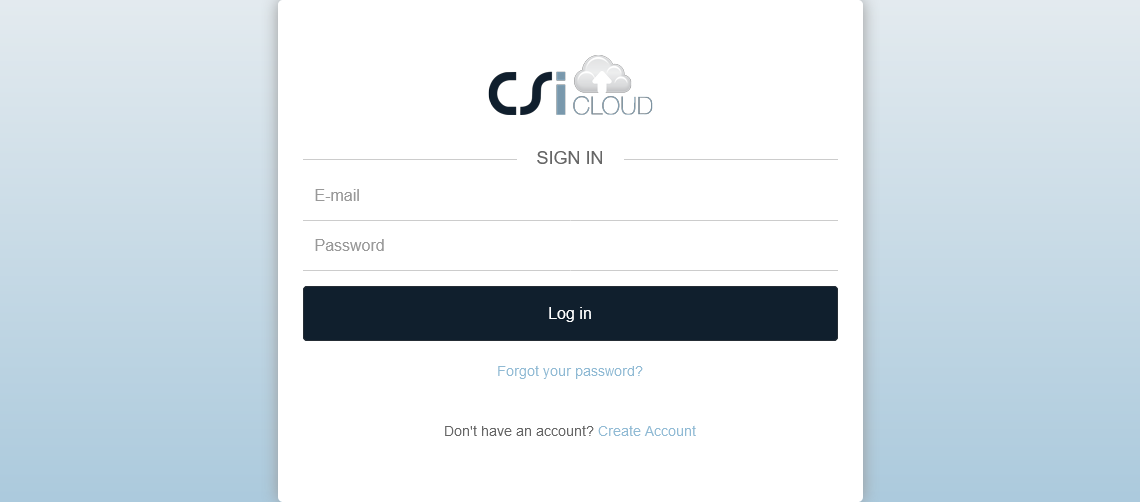 CSi CLOUD
SIGN IN
E-mail
Password
Log in
Forgot your password?
Don't have an account? Create Account